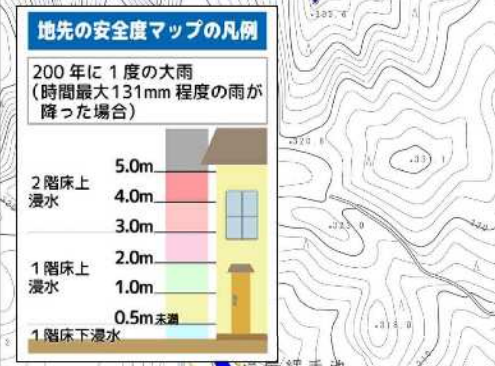 地先の安全度マップの凡例
200年に1度の大雨
(時間最大131mm程度の雨が
降った場合)
5.0m
2階床上
浸水
4.0m
3.0m
2.0m
1階床上
浸水
1.0m
0.5m未満
1階床下浸水